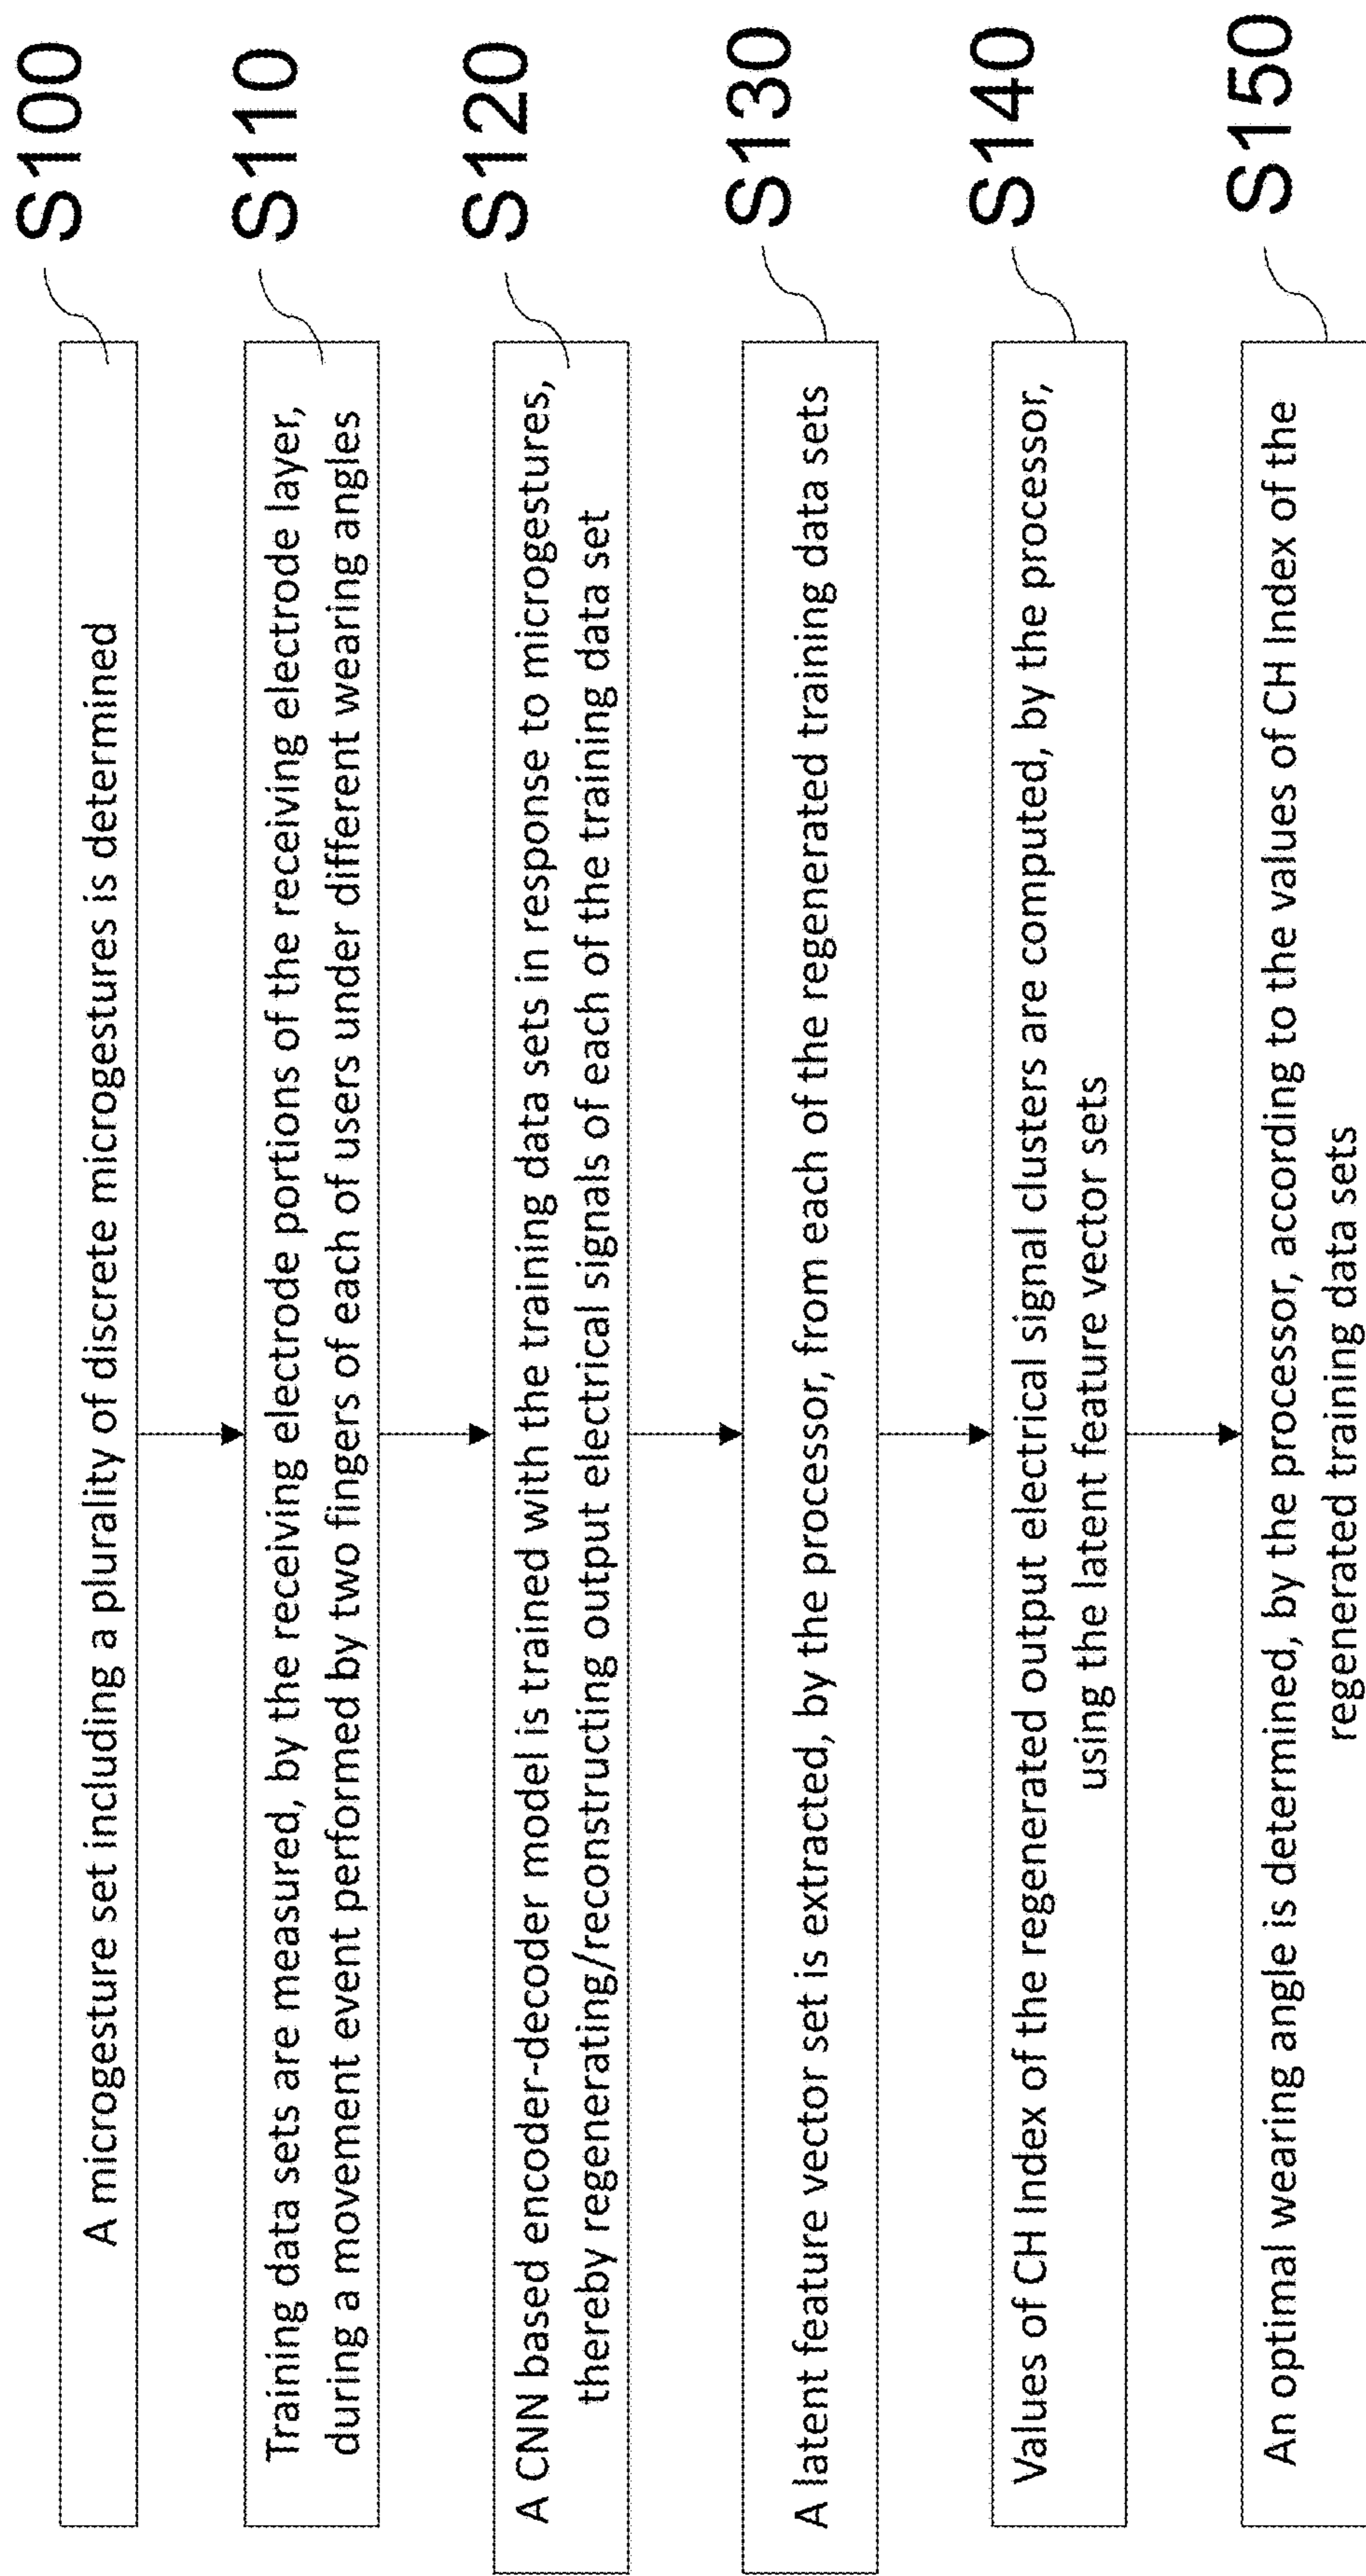 S100
A microgesture set including a plurality of discrete microgestures is determined
S110
Training data sets are measured, by the receiving electrode portions of the receiving electrode layer,
during a movement event performed by two fingers of each of users under different wearing angles
S120
A CNN based encoder-decoder model is trained with the training data sets in response to microgestures,
thereby regenerating/reconstructing output electrical signals of each of the training data set
S130
A latent feature vector set is extracted, by the processor, from each of the regenerated training data sets
S140
Values of CH Index of the regenerated output electrical signal clusters are computed, by the processor,
using the latent feature vector sets
S150
An optimal wearing angle is determined, by the processor, according to the values of CH Index of the
regenerated training data sets